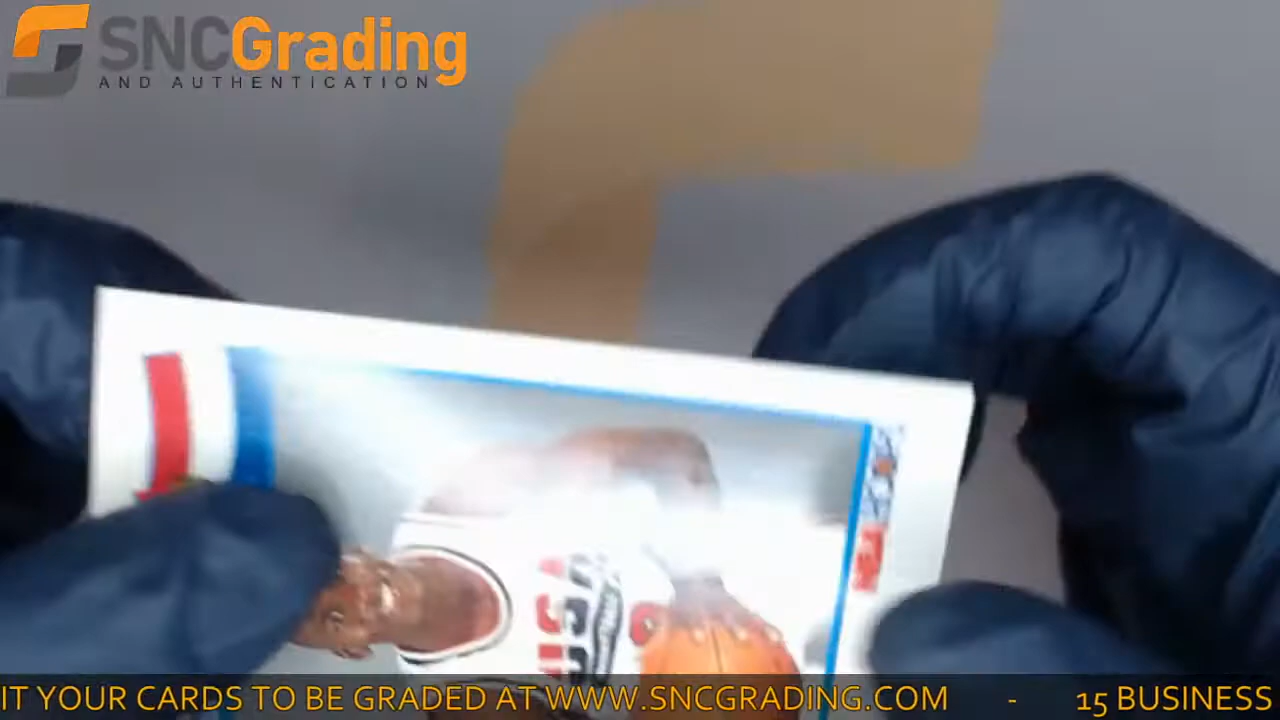 SNCGrading
AND AUTHENTICATION
IT YOUR CARDS TO BE GRADED AT WWW.SNCGRADING.COM - 15 BUSINESS